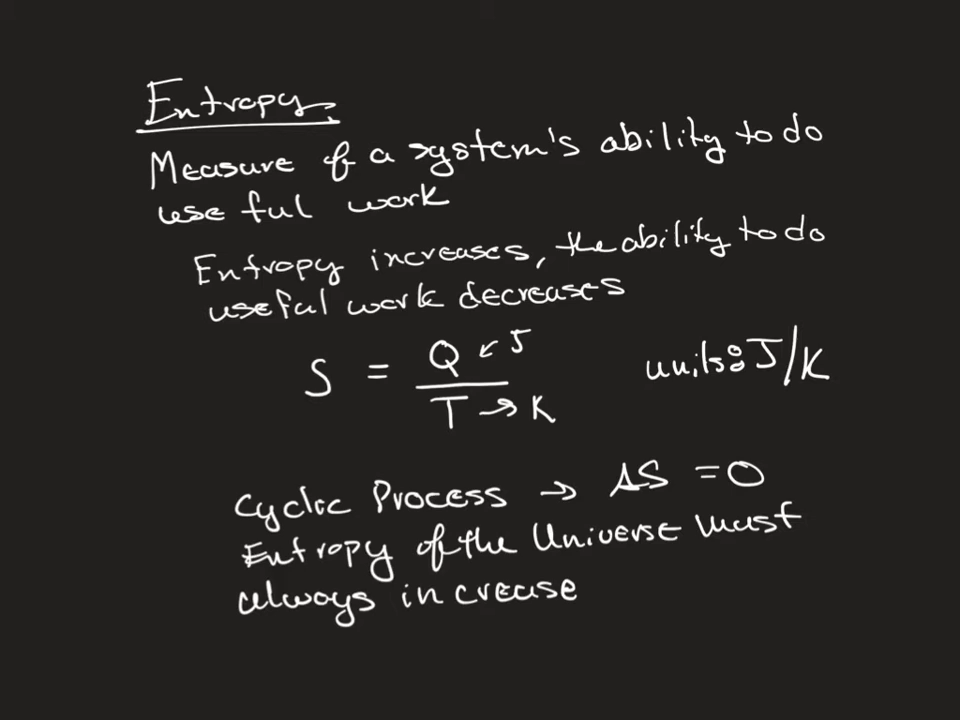 Entropy:
Measure of a system's ability to do
useful work
Entropy increases, the ability to do
useful work decreases
S = Q/T ↙ J → K units: J/K
Cyclic Process → ΔS = 0
Entropy of the Universe must
always increase